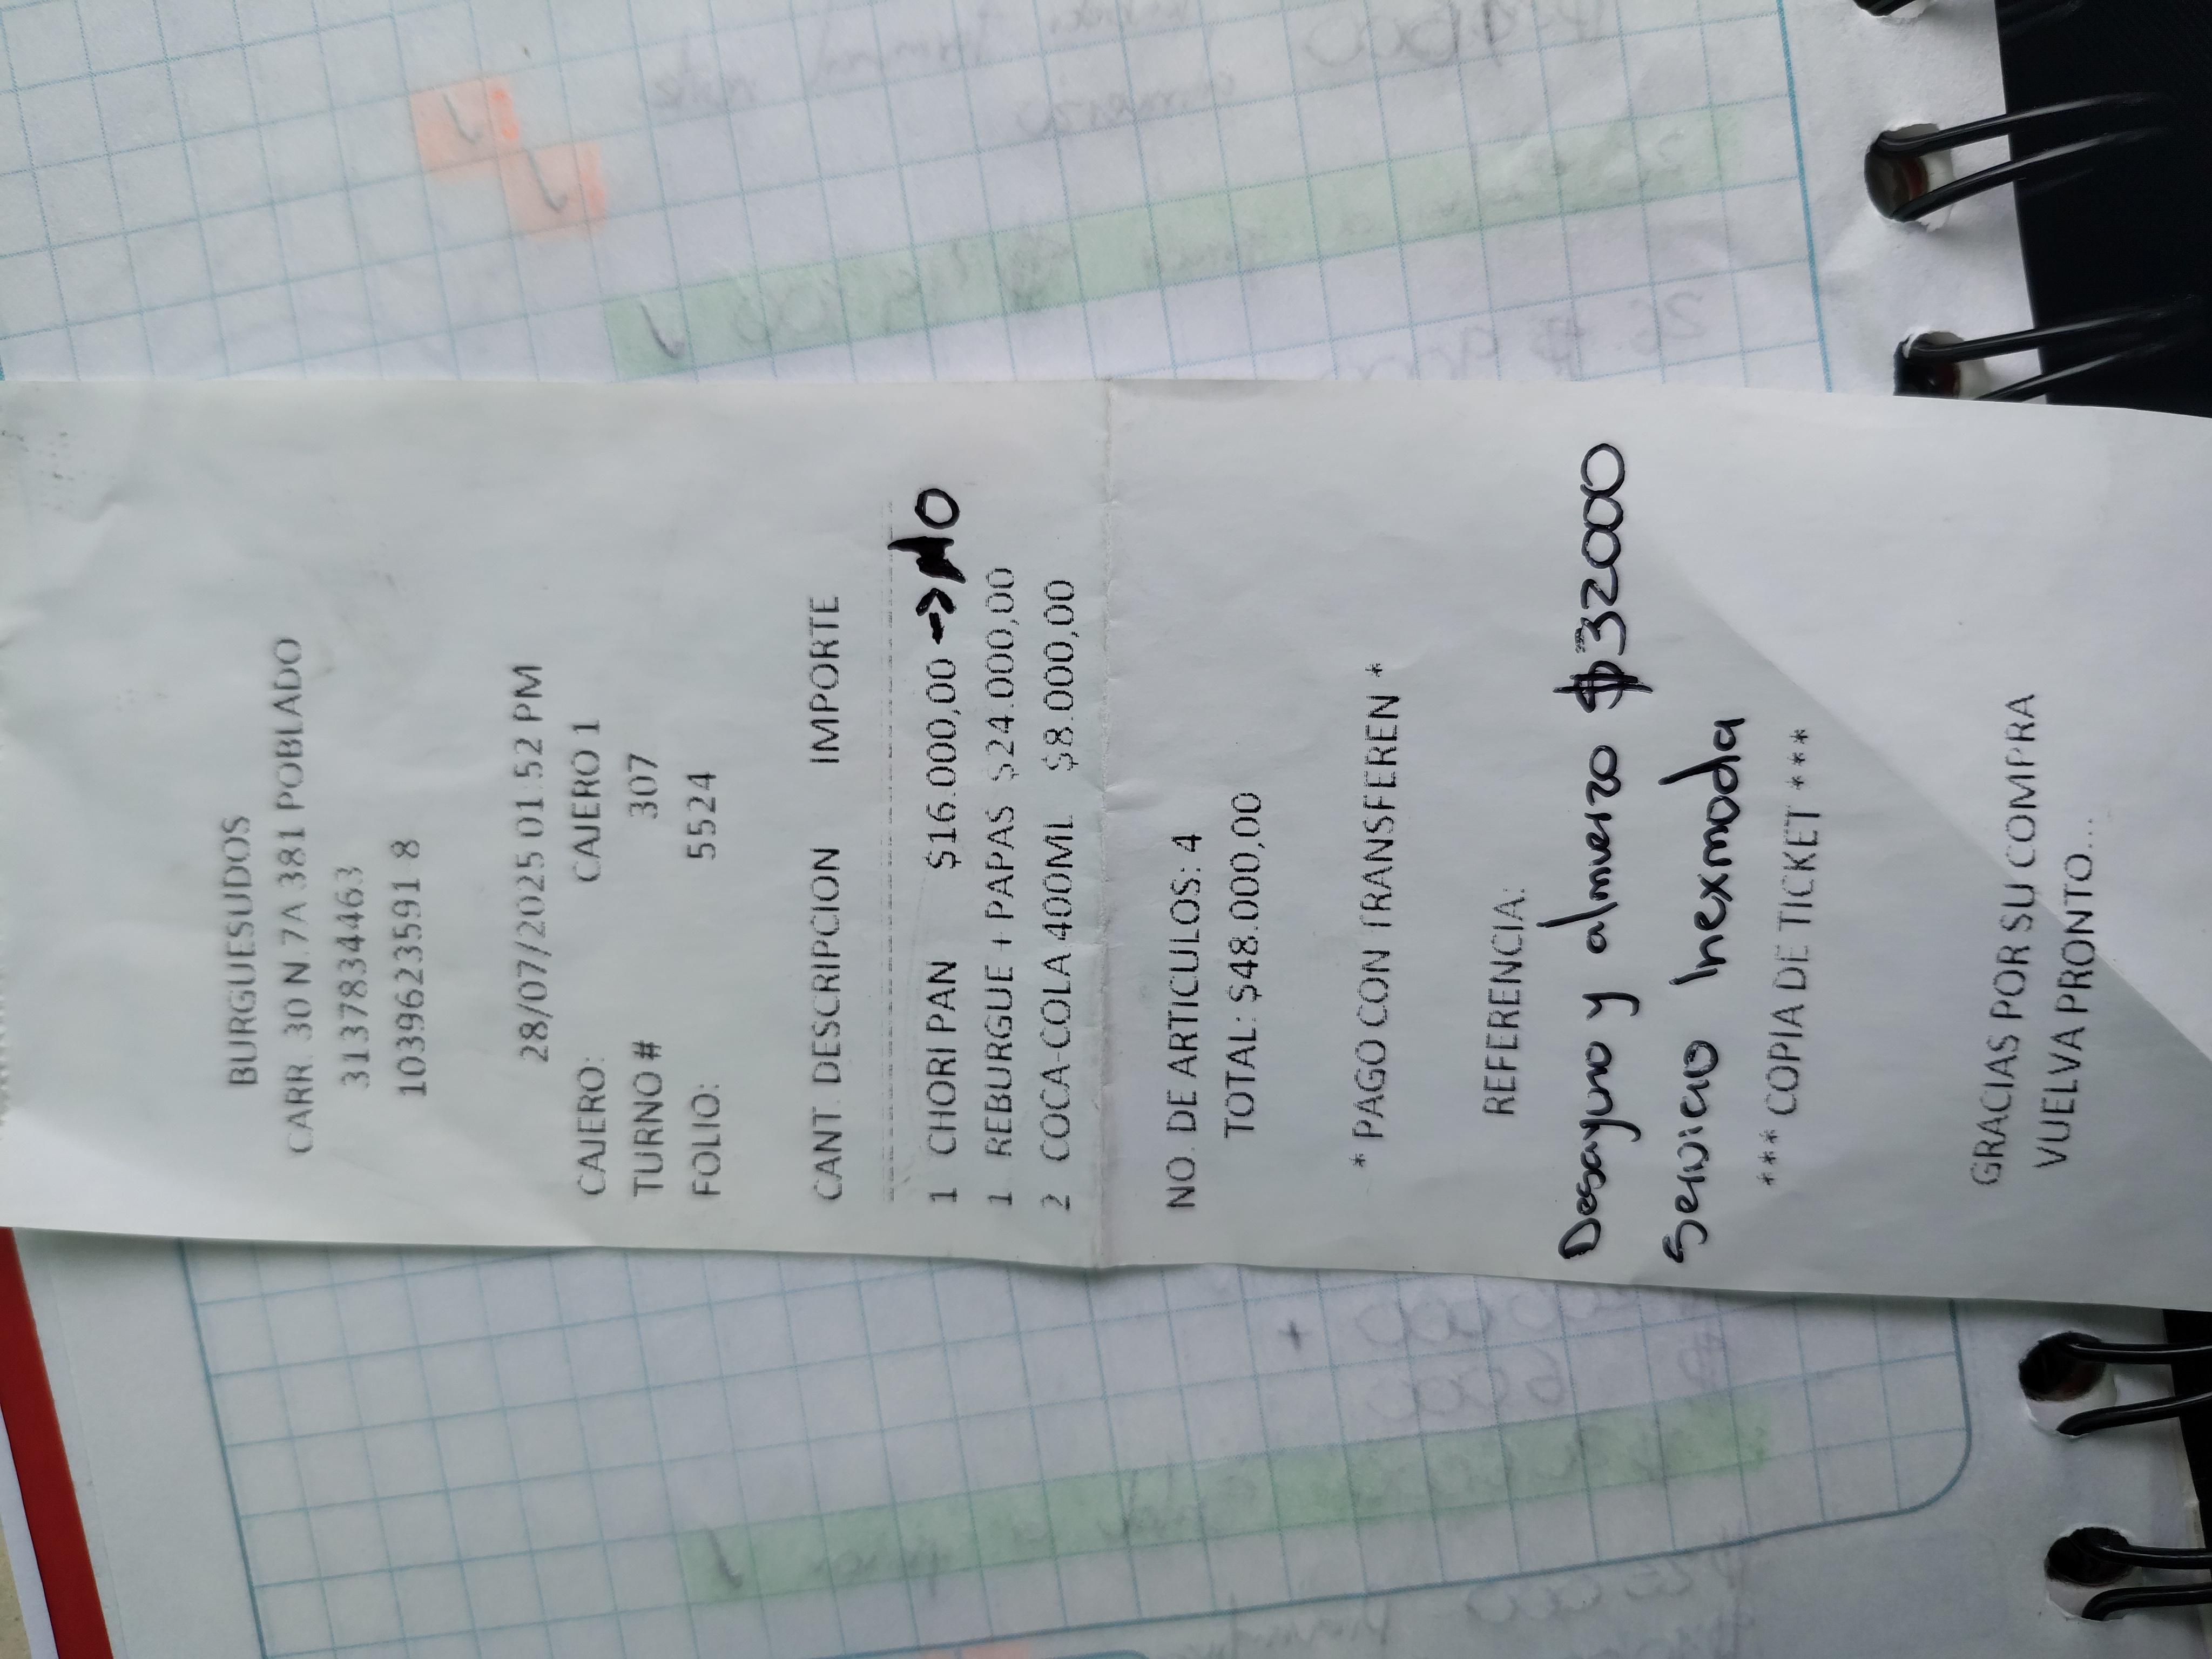 BURGUESUDOS
CARR. 30 N. 7A 381 POBLADO
3137834463
1039623591 8
28/07/2025 01:52 PM
CAJERO: CAJERO 1
TURNO # 307
FOLIO: 5524
CANT. DESCRIPCION IMPORTE
1 CHORI PAN $16.000,00 -> NO
1 REBURGUE + PAPAS $24.000,00
2 COCA-COLA 400ML $8.000,00
NO. DE ARTICULOS: 4
TOTAL: $48.000,00
* PAGO CON TRANSFEREN *
REFERENCIA:
Desayuno y almuerzo $32000
Servicio Inexmoda
*** COPIA DE TICKET ***
GRACIAS POR SU COMPRA
VUELVA PRONTO...